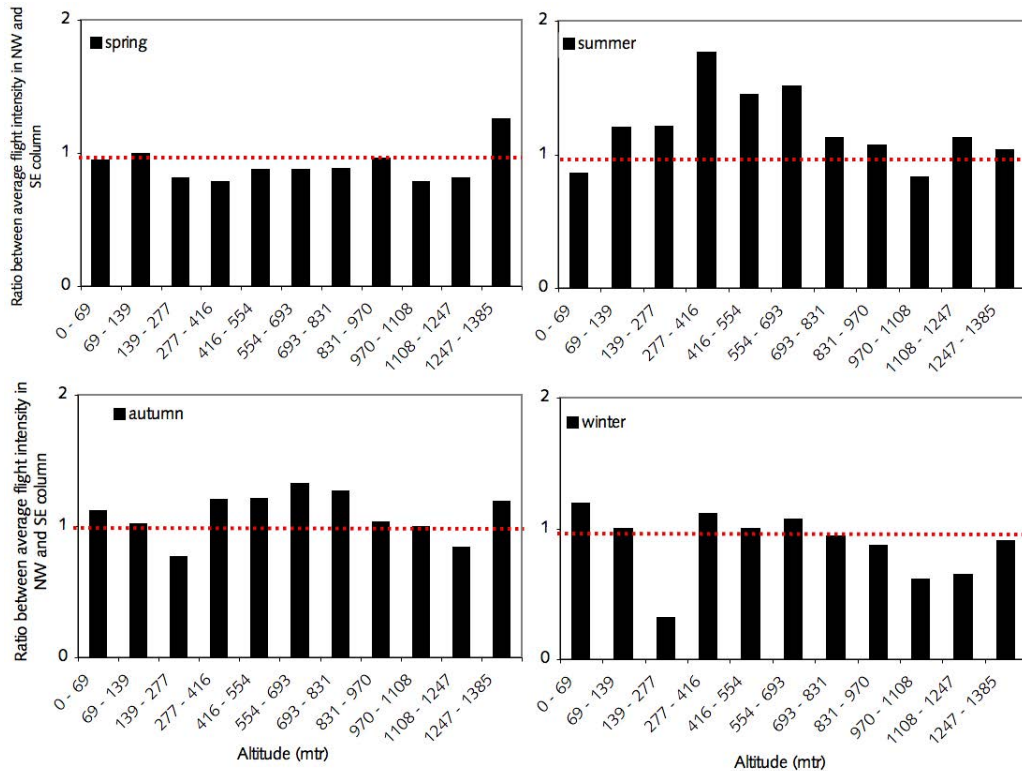 Ratio between average flight intensity in NW and
SE column
2
1
0
spring
0 - 69
69 - 139
139 - 277
277 - 416
416 - 554
554 - 693
693 - 831
831 - 970
970 - 1108
1108 - 1247
1247 - 1385
2
1
0
summer
0 - 69
69 - 139
139 - 277
277 - 416
416 - 554
554 - 693
693 - 831
831 - 970
970 - 1108
1108 - 1247
1247 - 1385
Ratio between average flight intensity in
NW and SE column
2
1
0
autumn
0 - 69
69 - 139
139 - 277
277 - 416
416 - 554
554 - 693
693 - 831
831 - 970
970 - 1108
1108 - 1247
1247 - 1385
Altitude (mtr)
2
1
0
winter
0 - 69
69 - 139
139 - 277
277 - 416
416 - 554
554 - 693
693 - 831
831 - 970
970 - 1108
1108 - 1247
1247 - 1385
Altitude (mtr)